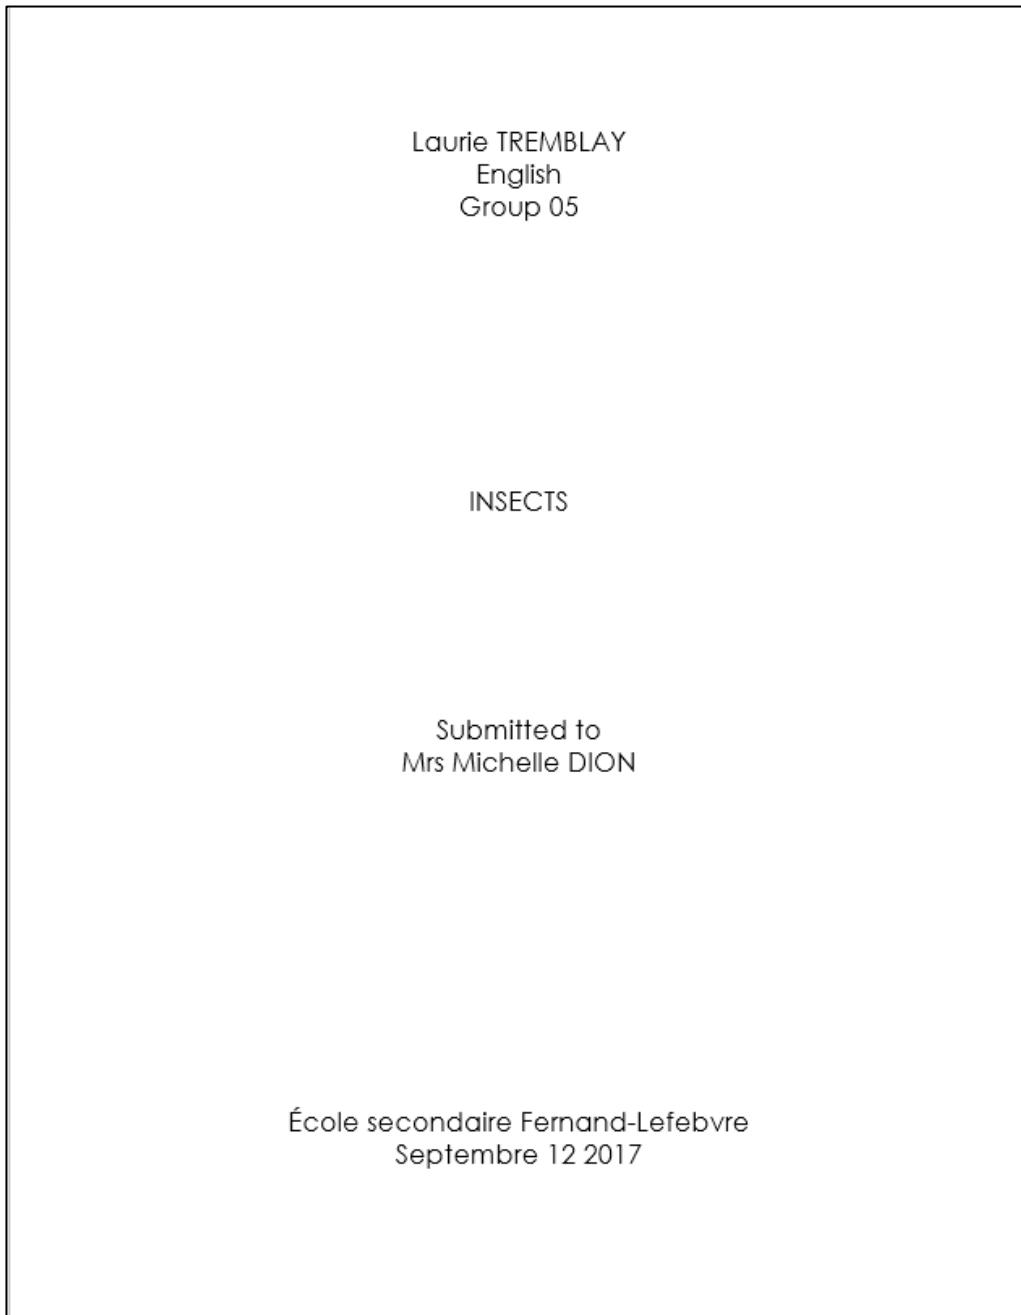 Laurie TREMBLAY
English
Group 05
INSECTS
Submitted to
Mrs Michelle DION
École secondaire Fernand-Lefebvre
Septembre 12 2017